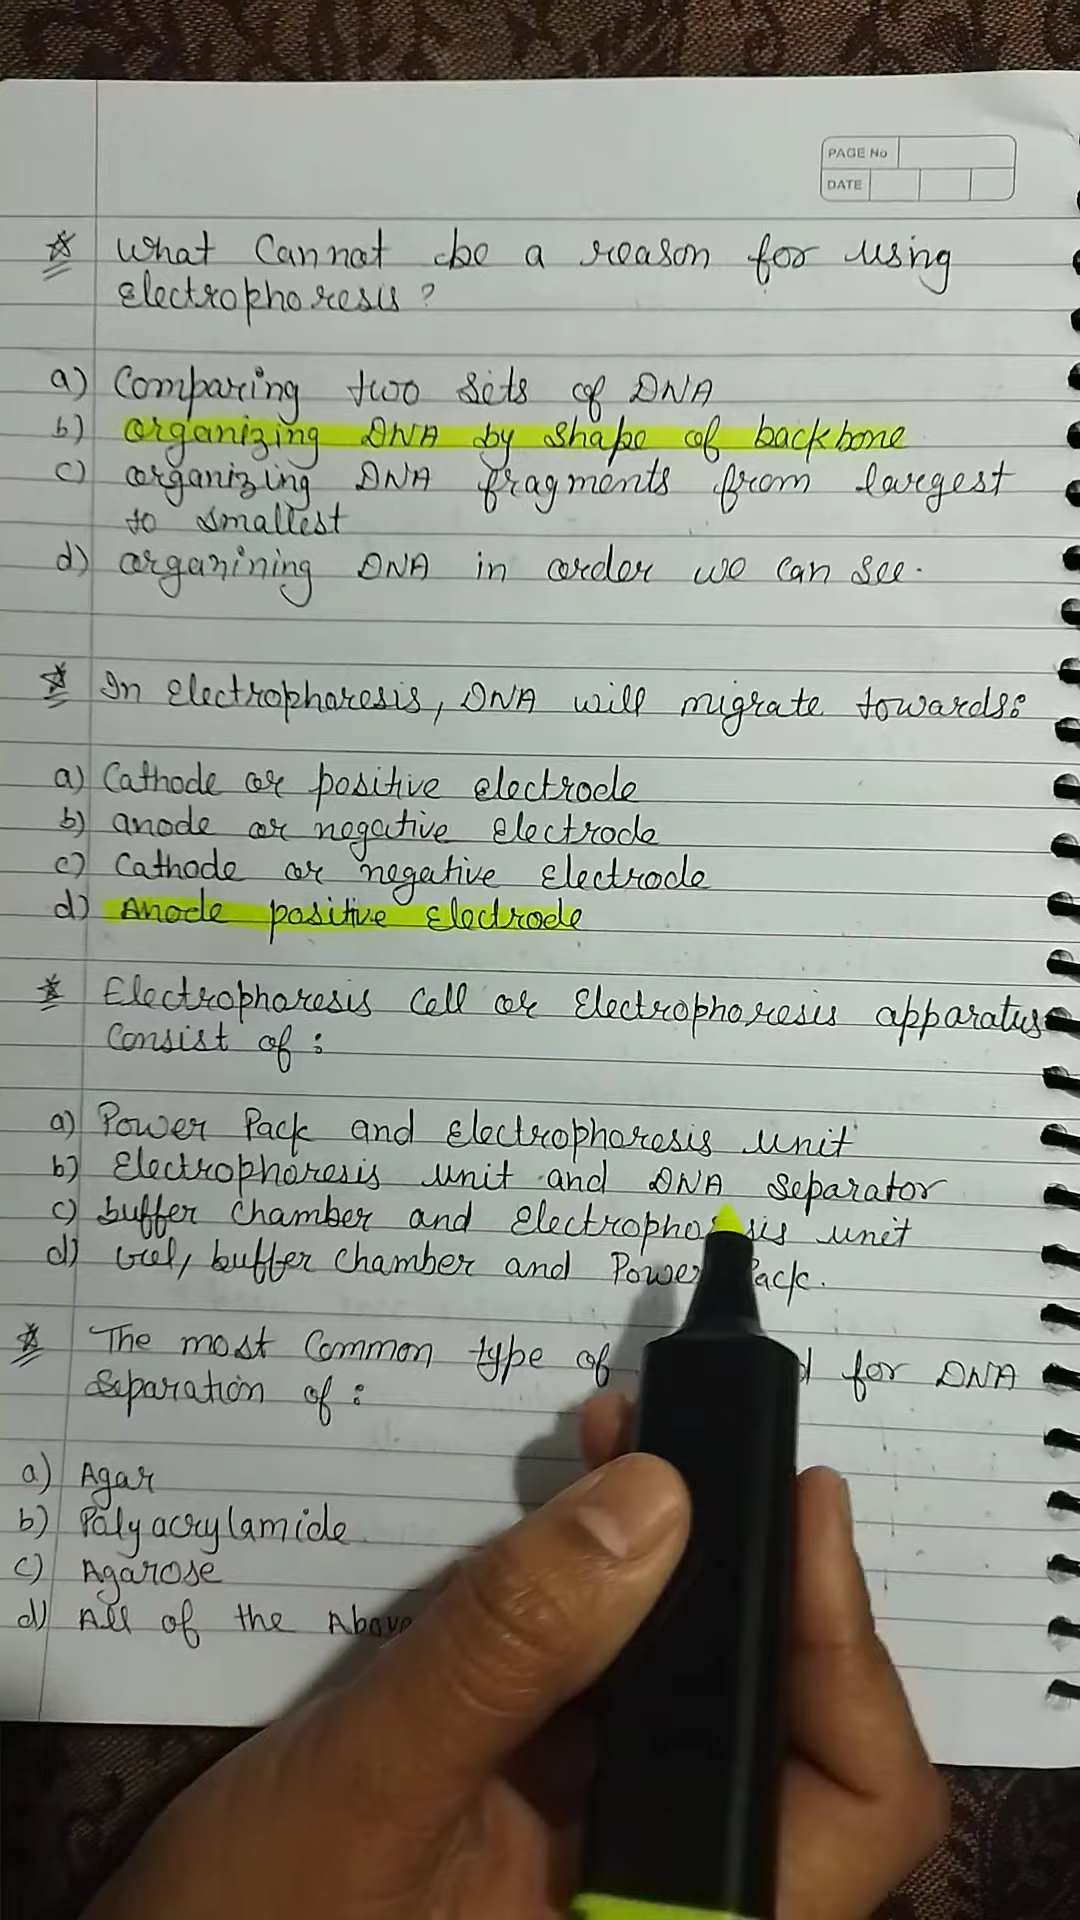 PAGE No
DATE
What Cannot be a reason for using
Electrophoresis?
a) Comparing two sets of DNA
b) organizing DNA by shape of backbone
c) organizing DNA fragments from largest
to smallest
d) organining DNA in order we can see.
In Electrophoresis, DNA will migrate towards:
a) Cathode or positive electrode
b) anode or negative Electrode
c) Cathode or negative Electrode
d) Anode positive Electrode
Electrophoresis Cell or Electrophoresis apparatus
Consist of :
a) Power Pack and Electrophoresis unit
b) Electrophoresis unit and DNA Separator
c) buffer Chamber and unit
d) Gel, buffer Chamber and Pack.
The most Common type of for DNA
Separation of :
a) Agar
b) Polyacrylamide
c) Agarose
d) All of the Above